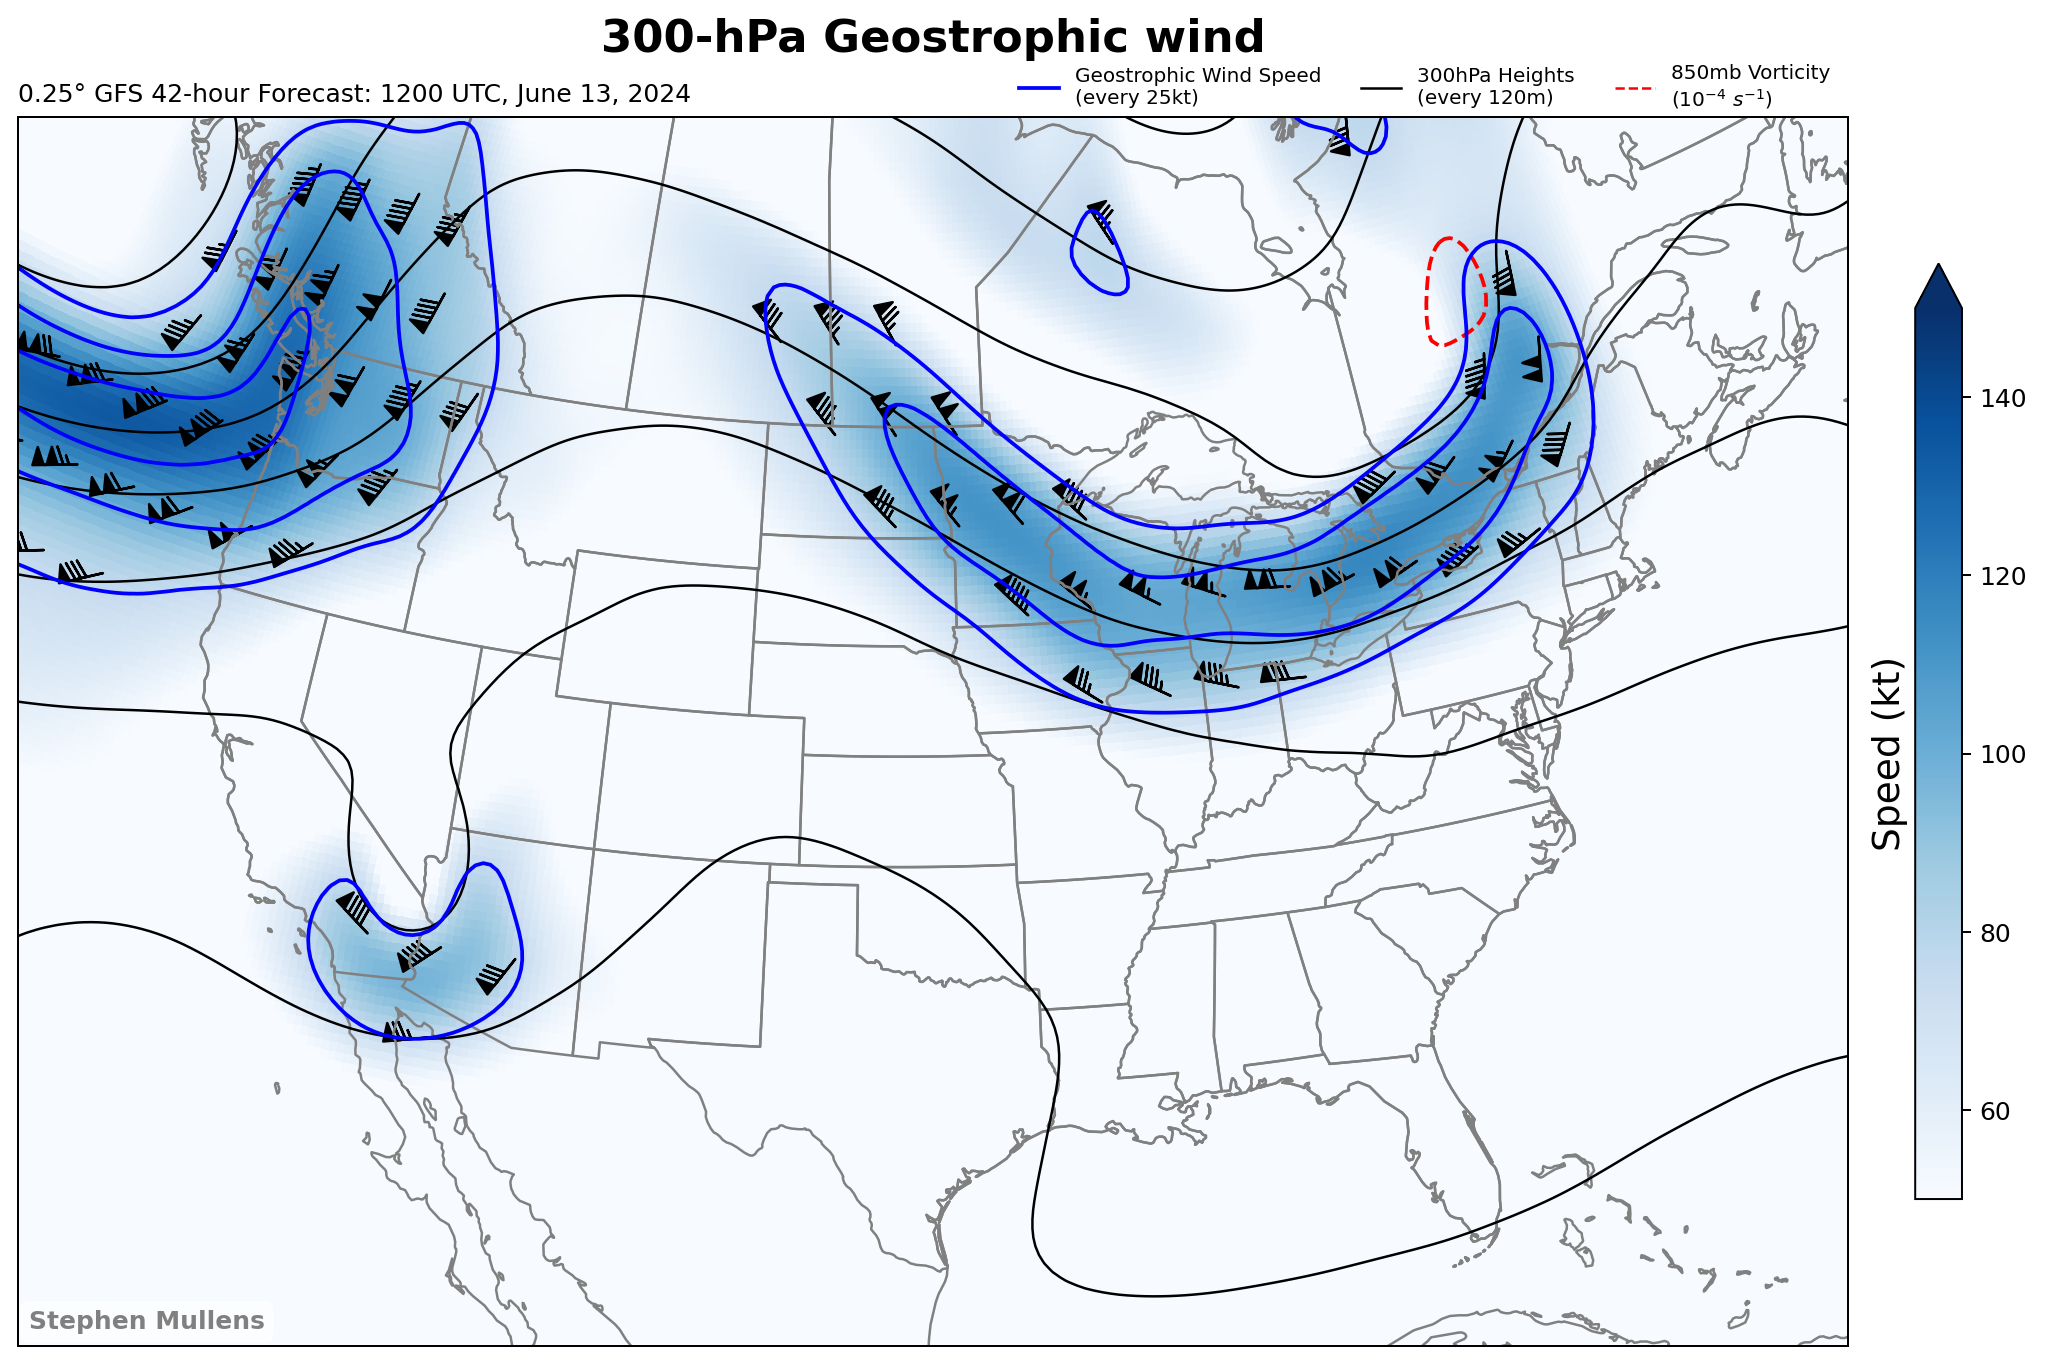 300-hPa Geostrophic wind
0.25° GFS 42-hour Forecast: 1200 UTC, June 13, 2024
Geostrophic Wind Speed
(every 25kt)
300hPa Heights
(every 120m)
850mb Vorticity
(10⁻⁴ s⁻¹)
140
120
100
80
60
Speed (kt)
Stephen Mullens